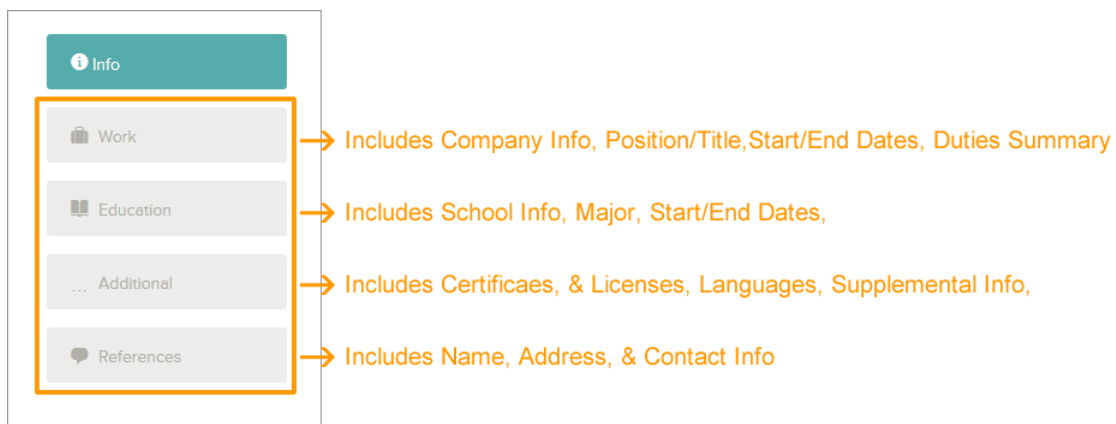 Info
Work
Includes Company Info, Position/Title,Start/End Dates, Duties Summary
Education
Includes School Info, Major, Start/End Dates,
... Additional
Includes Certificaes, & Licenses, Languages, Supplemental Info,
References
Includes Name, Address, & Contact Info